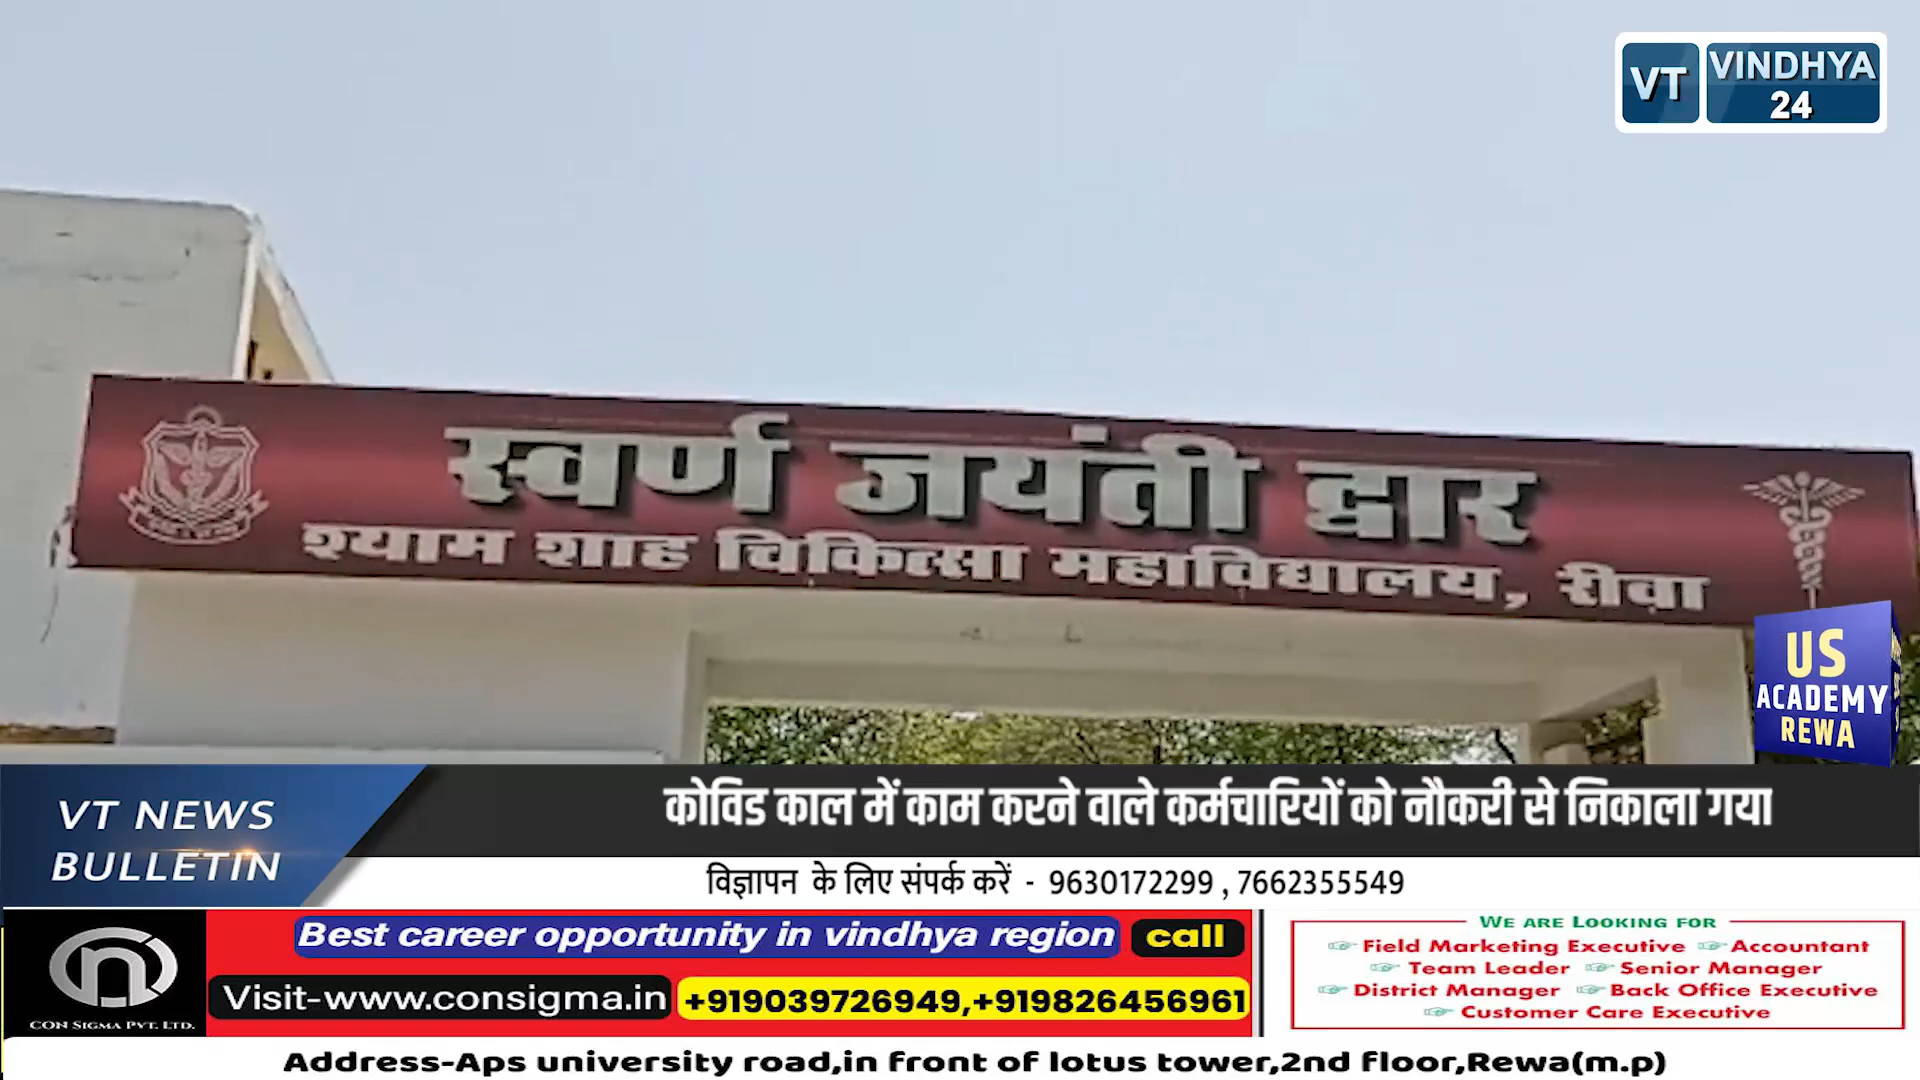 VT
VINDHYA
24
स्वर्ण जयंती द्वार
श्याम शाह चिकित्सा महाविद्यालय, रीवा
US
ACADEMY
REWA
VT NEWS
BULLETIN
कोविड काल में काम करने वाले कर्मचारियों को नौकरी से निकाला गया
विज्ञापन के लिए संपर्क करें - 9630172299 , 7662355549
CON SIGMA PVT. LTD.
Best career opportunity in vindhya region call
Visit-www.consigma.in +919039726949,+919826456961
WE ARE LOOKING FOR
Field Marketing Executive Accountant
Team Leader Senior Manager
District Manager Back Office Executive
Customer Care Executive
Address-Aps university road,in front of lotus tower,2nd floor,Rewa(m.p)